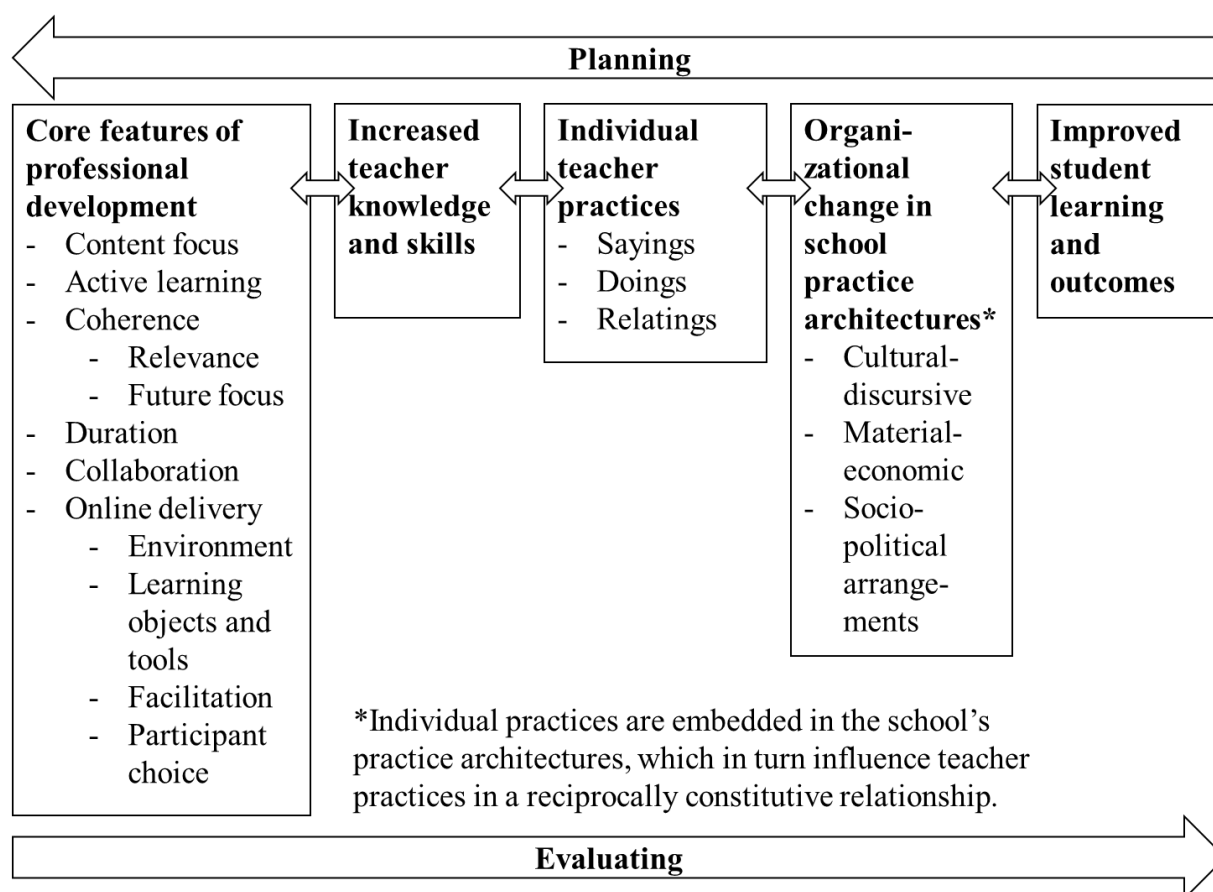 Planning
Core features of
professional
development
- Content focus
- Active learning
- Coherence
- Relevance
- Future focus
- Duration
- Collaboration
- Online delivery
- Environment
- Learning
objects and
tools
- Facilitation
- Participant
choice
Increased
teacher
knowledge
and skills
Individual
teacher
practices
- Sayings
- Doings
- Relatings
Organi-
zational
change in
school
practice
architectures*
- Cultural-
discursive
- Material-
economic
- Socio-
political
arrange-
ments
Improved
student
learning
and
outcomes
*Individual practices are embedded in the school’s
practice architectures, which in turn influence teacher
practices in a reciprocally constitutive relationship.
Evaluating